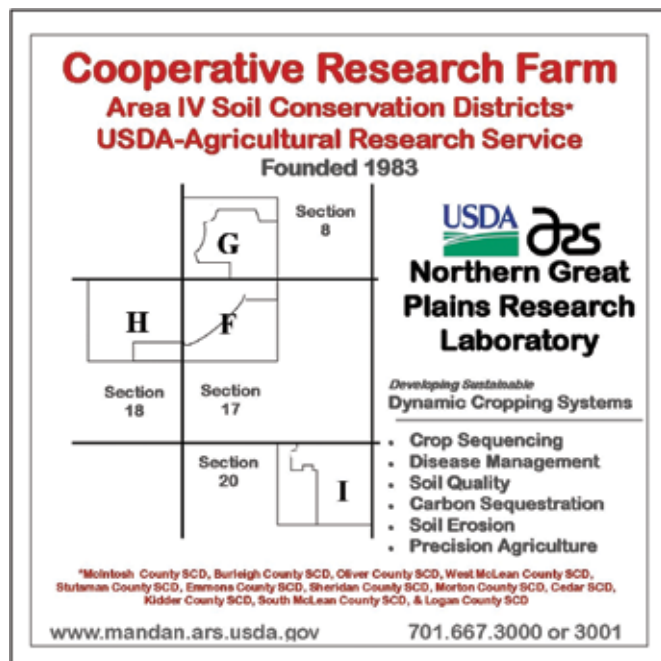 Cooperative Research Farm
Area IV Soil Conservation Districts*
USDA-Agricultural Research Service
Founded 1983
Section
8
G
H
F
Section
18
Section
17
Section
20
I
USDA ars
Northern Great
Plains Research
Laboratory
Developing Sustainable
Dynamic Cropping Systems
• Crop Sequencing
• Disease Management
• Soil Quality
• Carbon Sequestration
• Soil Erosion
• Precision Agriculture
*McIntosh County SCD, Burleigh County SCD, Oliver County SCD, West McLean County SCD,
Stutsman County SCD, Emmons County SCD, Sheridan County SCD, Morton County SCD, Cedar SCD,
Kidder County SCD, South McLean County SCD, & Logan County SCD
www.mandan.ars.usda.gov
701.667.3000 or 3001